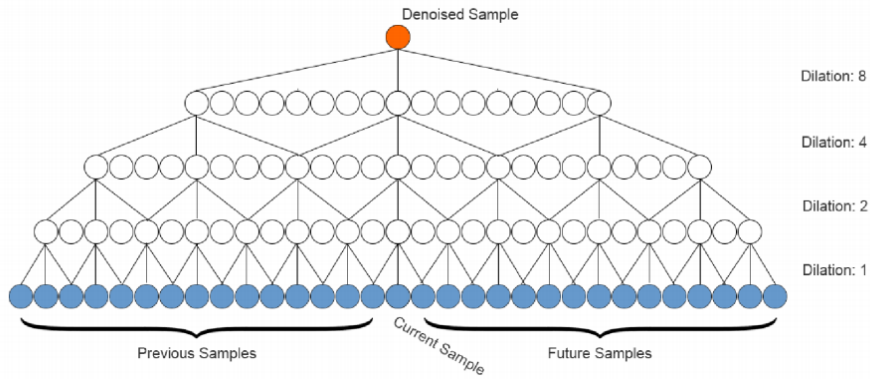 Denoised Sample
Dilation: 8
Dilation: 4
Dilation: 2
Dilation: 1
Previous Samples
Current Sample
Future Samples